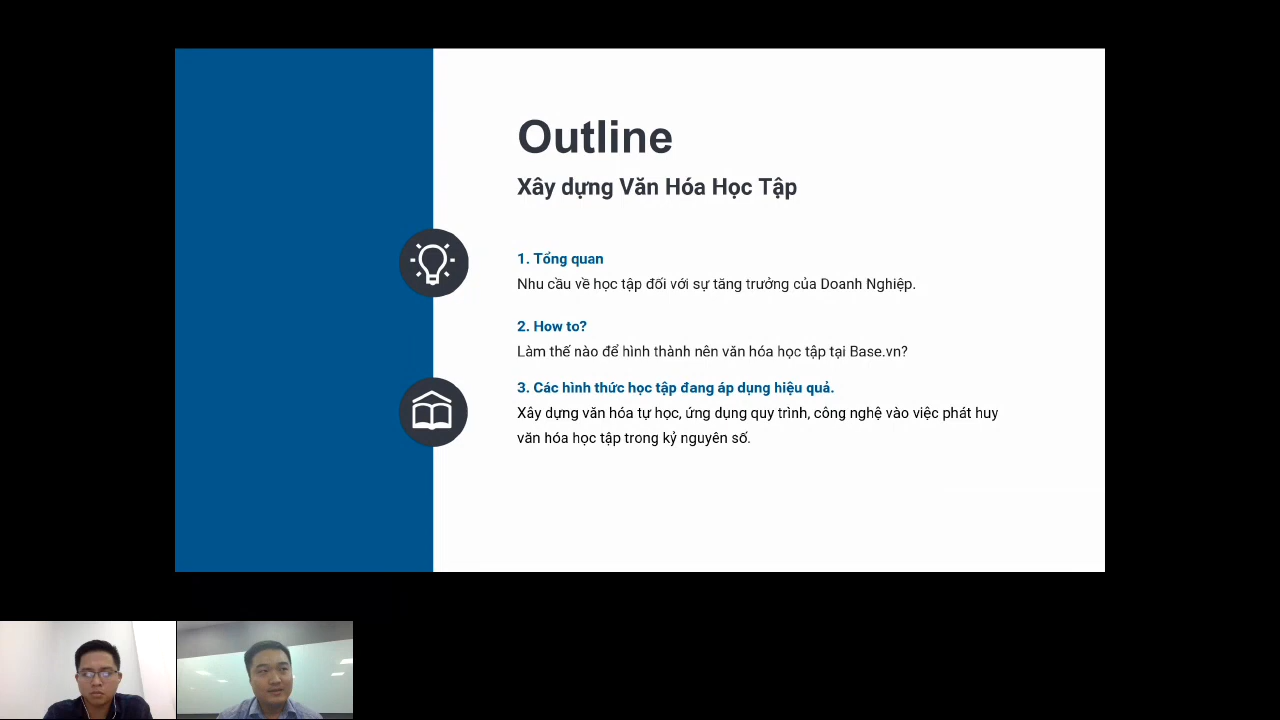 Outline
Xây dựng Văn Hóa Học Tập
1. Tổng quan
Nhu cầu về học tập đối với sự tăng trưởng của Doanh Nghiệp.
2. How to?
Làm thế nào để hình thành nên văn hóa học tập tại Base.vn?
3. Các hình thức học tập đang áp dụng hiệu quả.
Xây dựng văn hóa tự học, ứng dụng quy trình, công nghệ vào việc phát huy
văn hóa học tập trong kỷ nguyên số.